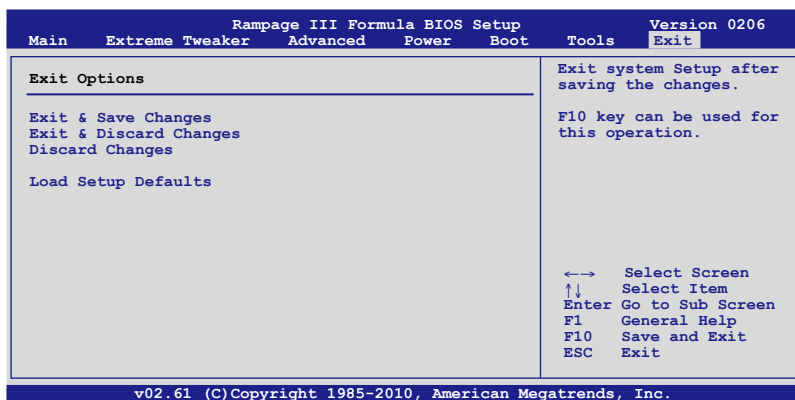 Rampage III Formula BIOS Setup Version 0206
Main Extreme Tweaker Advanced Power Boot Tools Exit
Exit Options
Exit & Save Changes
Exit & Discard Changes
Discard Changes
Load Setup Defaults
Exit system Setup after
saving the changes.
F10 key can be used for
this operation.
←→ Select Screen
↑↓ Select Item
Enter Go to Sub Screen
F1 General Help
F10 Save and Exit
ESC Exit
v02.61 (C)Copyright 1985-2010, American Megatrends, Inc.